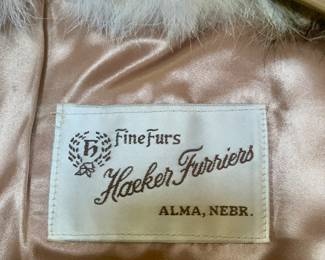 Fine Furs
Haeker Furriers
ALMA, NEBR.